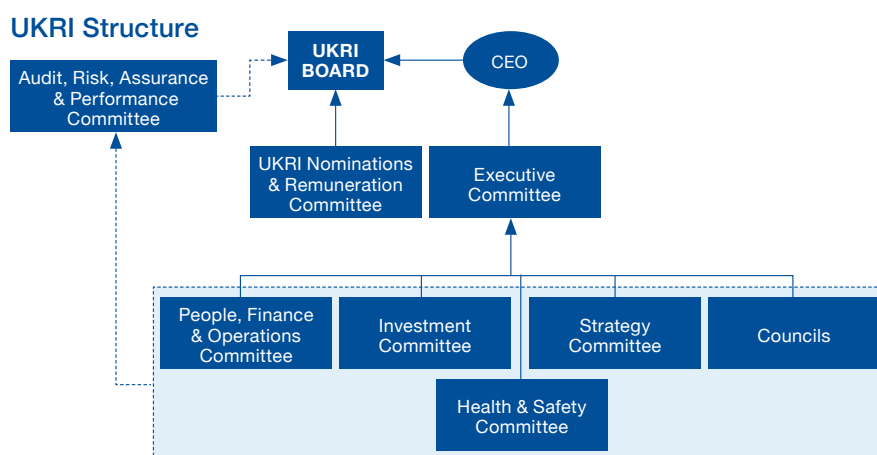 UKRI Structure
UKRI
BOARD
CEO
Audit, Risk, Assurance
& Performance
Committee
UKRI Nominations
& Remuneration
Committee
Executive
Committee
People, Finance
& Operations
Committee
Investment
Committee
Strategy
Committee
Councils
Health & Safety
Committee